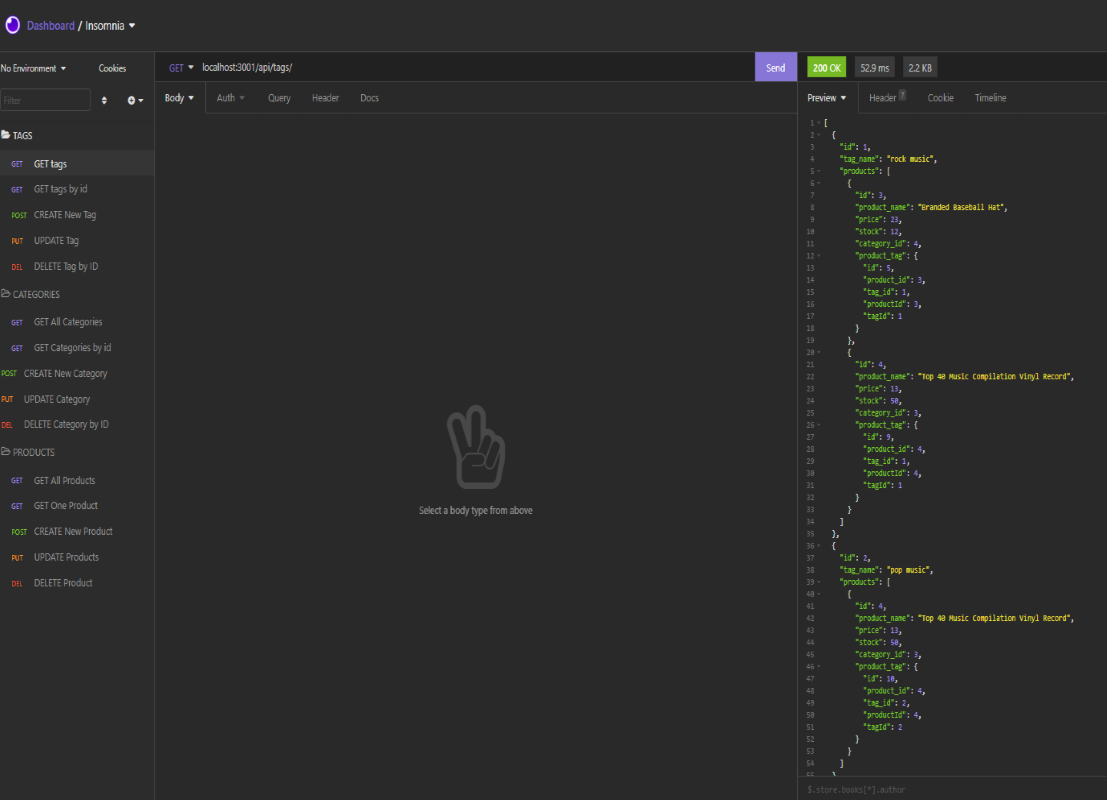 Dashboard / Insomnia
No Environment
Cookies
Filter
TAGS
GET GET tags
GET GET tags by id
POST CREATE New Tag
PUT UPDATE Tag
DEL DELETE Tag by ID
CATEGORIES
GET GET All Categories
GET GET Categories by id
POST CREATE New Category
PUT UPDATE Category
DEL DELETE Category by ID
PRODUCTS
GET GET All Products
GET GET One Product
POST CREATE New Product
PUT UPDATE Products
DEL DELETE Product
GET localhost:3001/api/tags/ Send
Body Auth Query Header Docs
Select a body type from above
200 OK 52.9 ms 2.2 KB
Preview Header 7 Cookie Timeline
1 [
2 {
3 "id": 1,
4 "tag_name": "rock music",
5 "products": [
6 {
7 "id": 3,
8 "product_name": "Branded Baseball Hat",
9 "price": 23,
10 "stock": 12,
11 "category_id": 4,
12 "product_tag": {
13 "id": 5,
14 "product_id": 3,
15 "tag_id": 1,
16 "productId": 3,
17 "tagId": 1
18 }
19 },
20 {
21 "id": 4,
22 "product_name": "Top 40 Music Compilation Vinyl Record",
23 "price": 13,
24 "stock": 50,
25 "category_id": 3,
26 "product_tag": {
27 "id": 9,
28 "product_id": 4,
29 "tag_id": 1,
30 "productId": 4,
31 "tagId": 1
32 }
33 }
34 ]
35 },
36 {
37 "id": 2,
38 "tag_name": "pop music",
39 "products": [
40 {
41 "id": 4,
42 "product_name": "Top 40 Music Compilation Vinyl Record",
43 "price": 13,
44 "stock": 50,
45 "category_id": 3,
46 "product_tag": {
47 "id": 10,
48 "product_id": 4,
49 "tag_id": 2,
50 "productId": 4,
51 "tagId": 2
52 }
53 }
54 ]
$.store.books[*].author